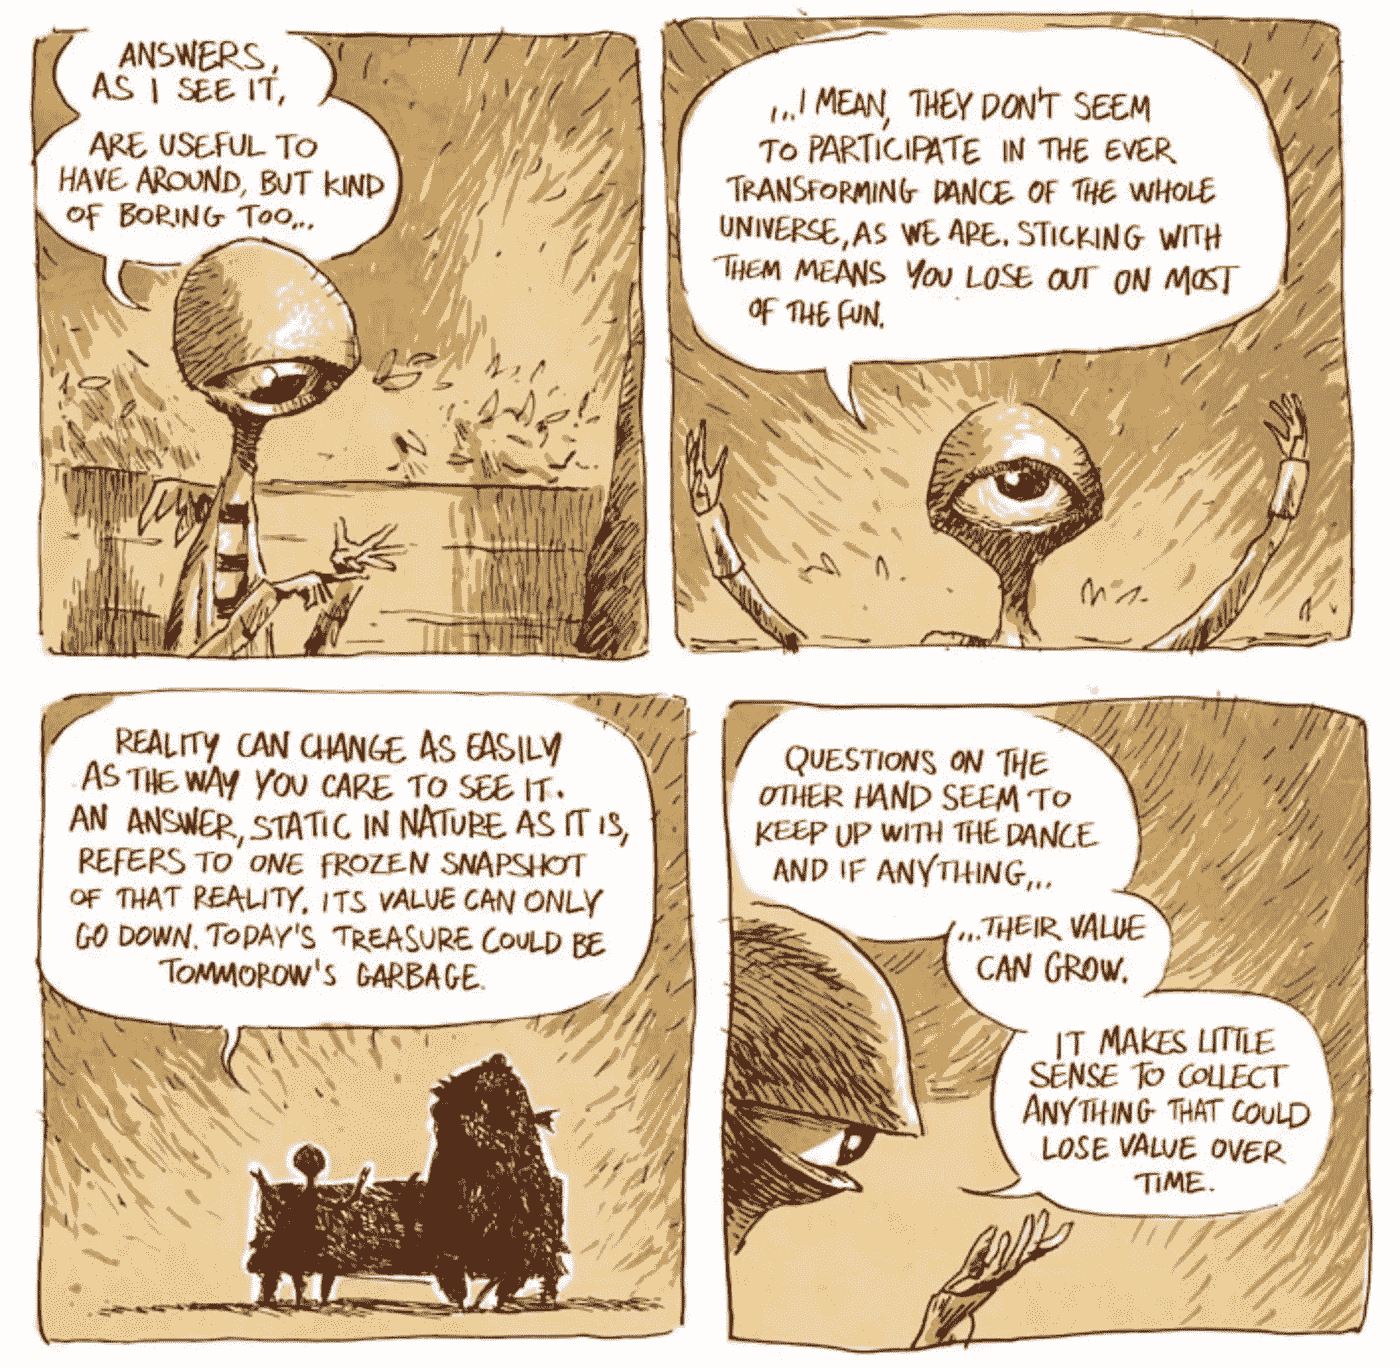 ANSWERS,
AS I SEE IT,
ARE USEFUL TO
HAVE AROUND, BUT KIND
OF BORING TOO...
...I MEAN, THEY DON'T SEEM
TO PARTICIPATE IN THE EVER
TRANSFORMING DANCE OF THE WHOLE
UNIVERSE, AS WE ARE. STICKING WITH
THEM MEANS YOU LOSE OUT ON MOST
OF THE FUN.
REALITY CAN CHANGE AS EASILY
AS THE WAY YOU CARE TO SEE IT.
AN ANSWER, STATIC IN NATURE AS IT IS,
REFERS TO ONE FROZEN SNAPSHOT
OF THAT REALITY. ITS VALUE CAN ONLY
GO DOWN. TODAY'S TREASURE COULD BE
TOMMOROW'S GARBAGE.
QUESTIONS ON THE
OTHER HAND SEEM TO
KEEP UP WITH THE DANCE
AND IF ANYTHING...
...THEIR VALUE
CAN GROW.
IT MAKES LITTLE
SENSE TO COLLECT
ANYTHING THAT COULD
LOSE VALUE OVER
TIME.